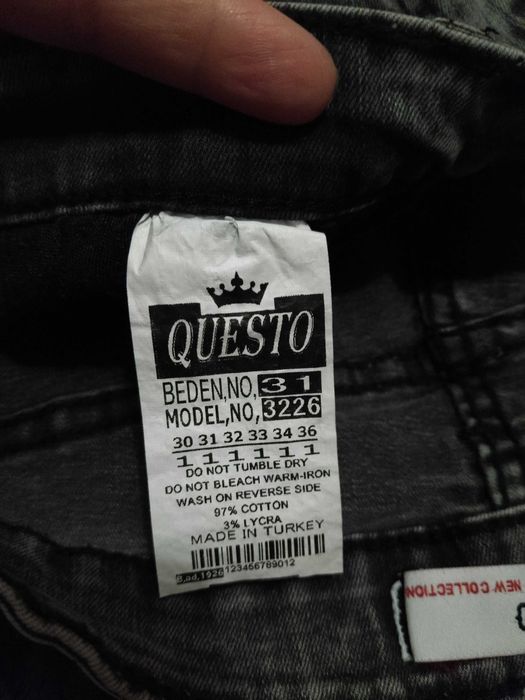 QUESTO
BEDEN,NO, 31
MODEL,NO, 3226
30 31 32 33 34 36
1 1 1 1 1 1
DO NOT TUMBLE DRY
DO NOT BLEACH WARM-IRON
WASH ON REVERSE SIDE
97% COTTON
3% LYCRA
MADE IN TURKEY
123456789012
NEW COLLECTION